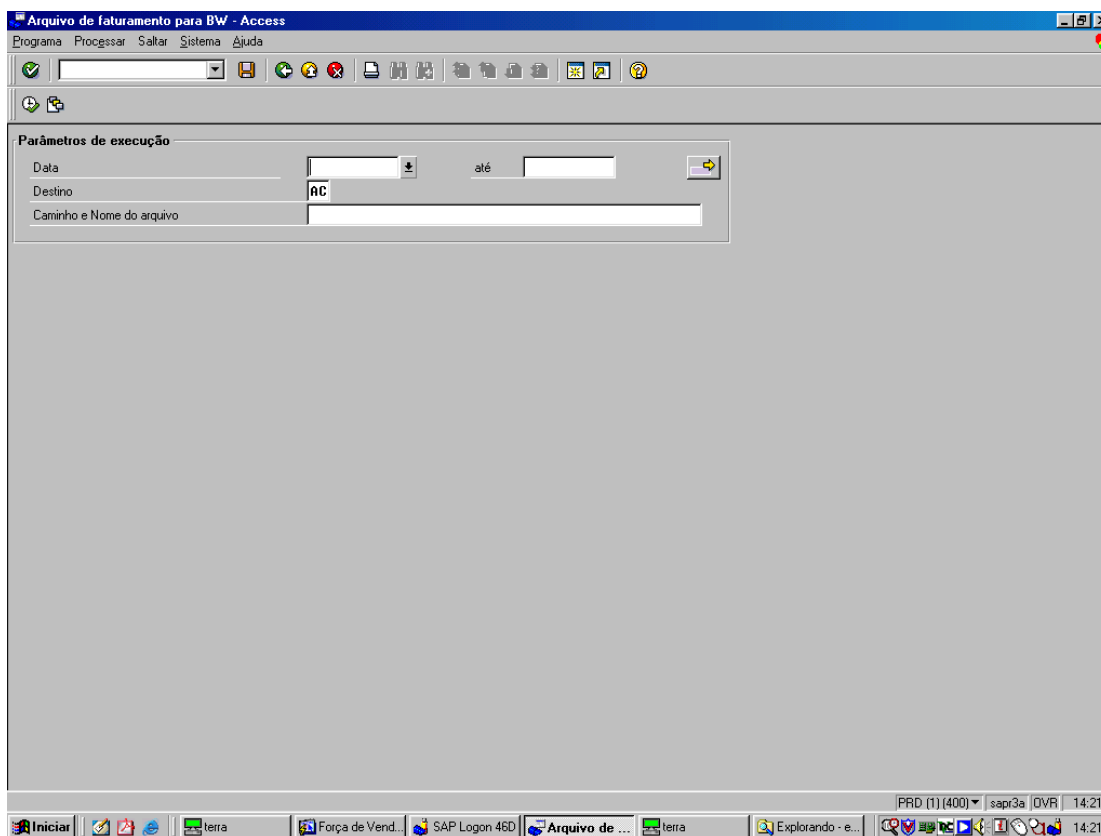 Arquivo de faturamento para BW - Access
Programa Processar Saltar Sistema Ajuda
Parâmetros de execução
Data até
Destino AC
Caminho e Nome do arquivo
PRD (1) (400) sapr3a OVR 14:21
Iniciar terra Força de Vend... SAP Logon 46D Arquivo de ... terra Explorando - e... 14:21